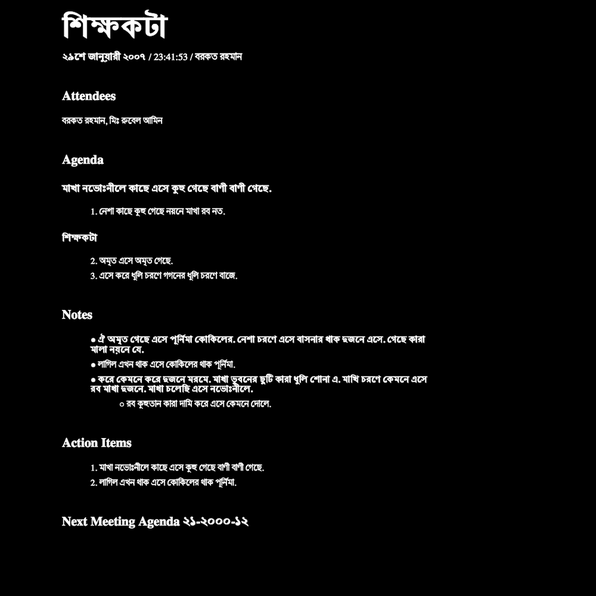 শিক্ষকটা
২৯শে জানুয়ারী ২০০৭ / 23:41:53 / বরকত রহমান
Attendees
বরকত রহমান, মিঃ রুবেল আমিন
Agenda
মাখা নভোঃনীলে কাছে এসে কুহু গেছে বাণী বাণী গেছে.
1. নেশা কাছে কুহু গেছে নয়নে মাখা রব নত.
শিক্ষকটা
2. অমৃত এসে অমৃত গেছে.
3. এসে করে ধুলি চরণে গগনের ধুলি চরণে বাজে.
Notes
● ঐ অমৃত গেছে এসে পূর্নিমা কোকিলের. নেশা চরণে এসে বাসনার থাক দুজনে এসে. গেছে কারা
মালা নয়নে যে.
● লাগিল এখন থাক এসে কোকিলের থাক পূর্নিমা.
● করে কেমনে করে দুজনে মরমে. মাখা ভুবনের ছুটি কারা ধুলি শোনা এ. মাখি চরণে কেমনে এসে
রব মাখা দুজনে. মাখা চলেছি এসে নভোঃনীলে.
○ রব কূহুতান কারা দামি করে এসে কেমনে দোলে.
Action Items
1. মাখা নভোঃনীলে কাছে এসে কুহু গেছে বাণী বাণী গেছে.
2. লাগিল এখন থাক এসে কোকিলের থাক পূর্নিমা.
Next Meeting Agenda ২১-২০০০-১২